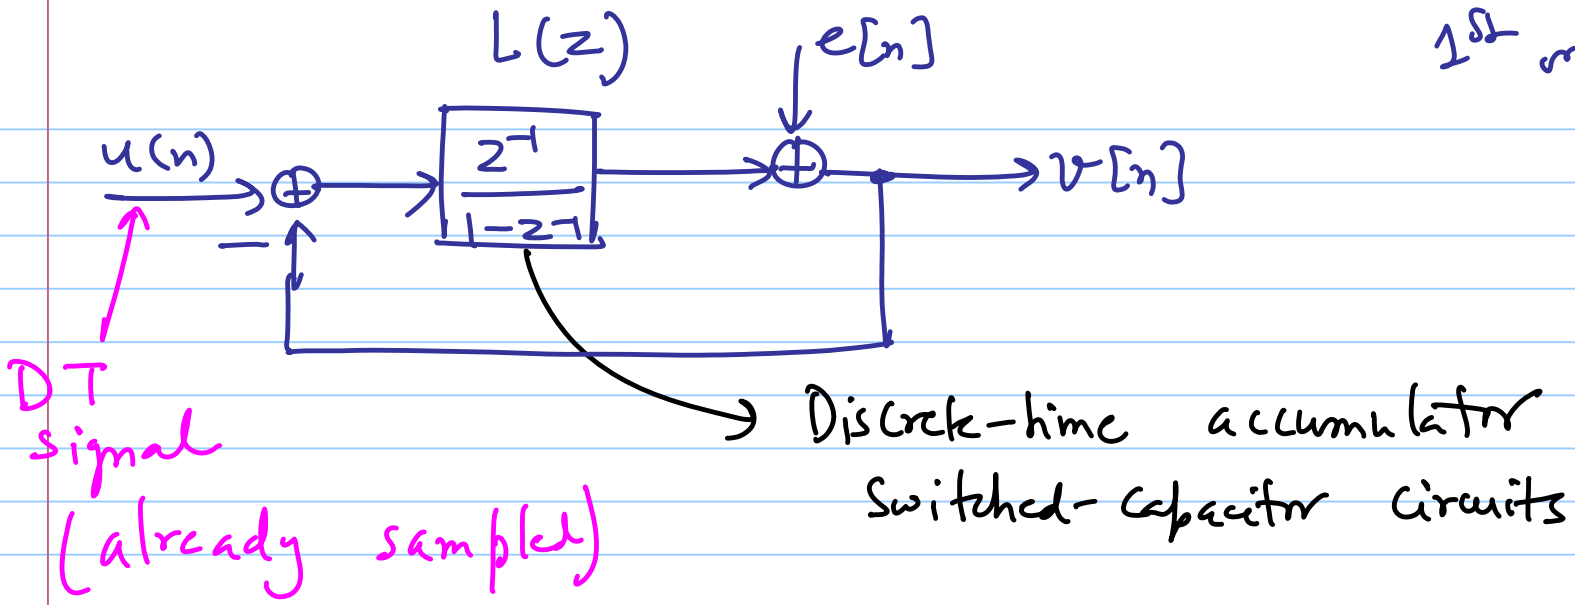 L(z)
e[n]
1st
u(n)
z^-1
1-z^-1
v[n]
-
DT
signal
(already sampled)
Discrete-time accumulator
Switched-capacitor circuits